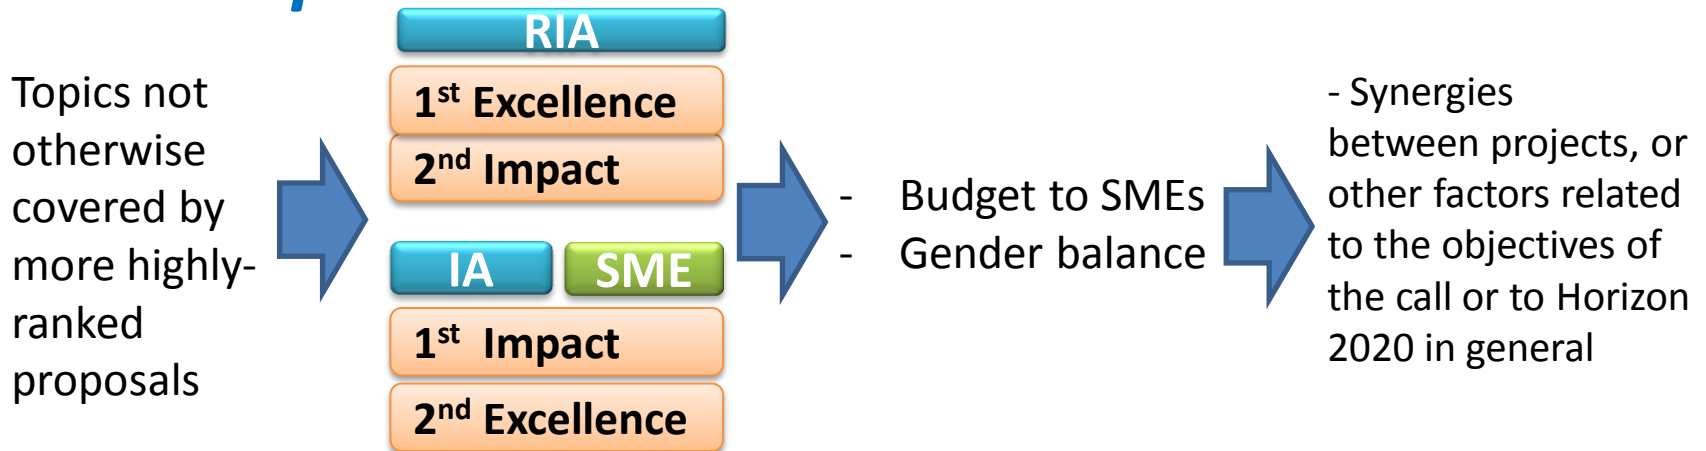 Topics not
otherwise
covered by
more highly-
ranked
proposals
RIA
1st Excellence
2nd Impact
IA
SME
1st Impact
2nd Excellence
- Budget to SMEs
- Gender balance
- Synergies
between projects, or
other factors related
to the objectives of
the call or to Horizon
2020 in general